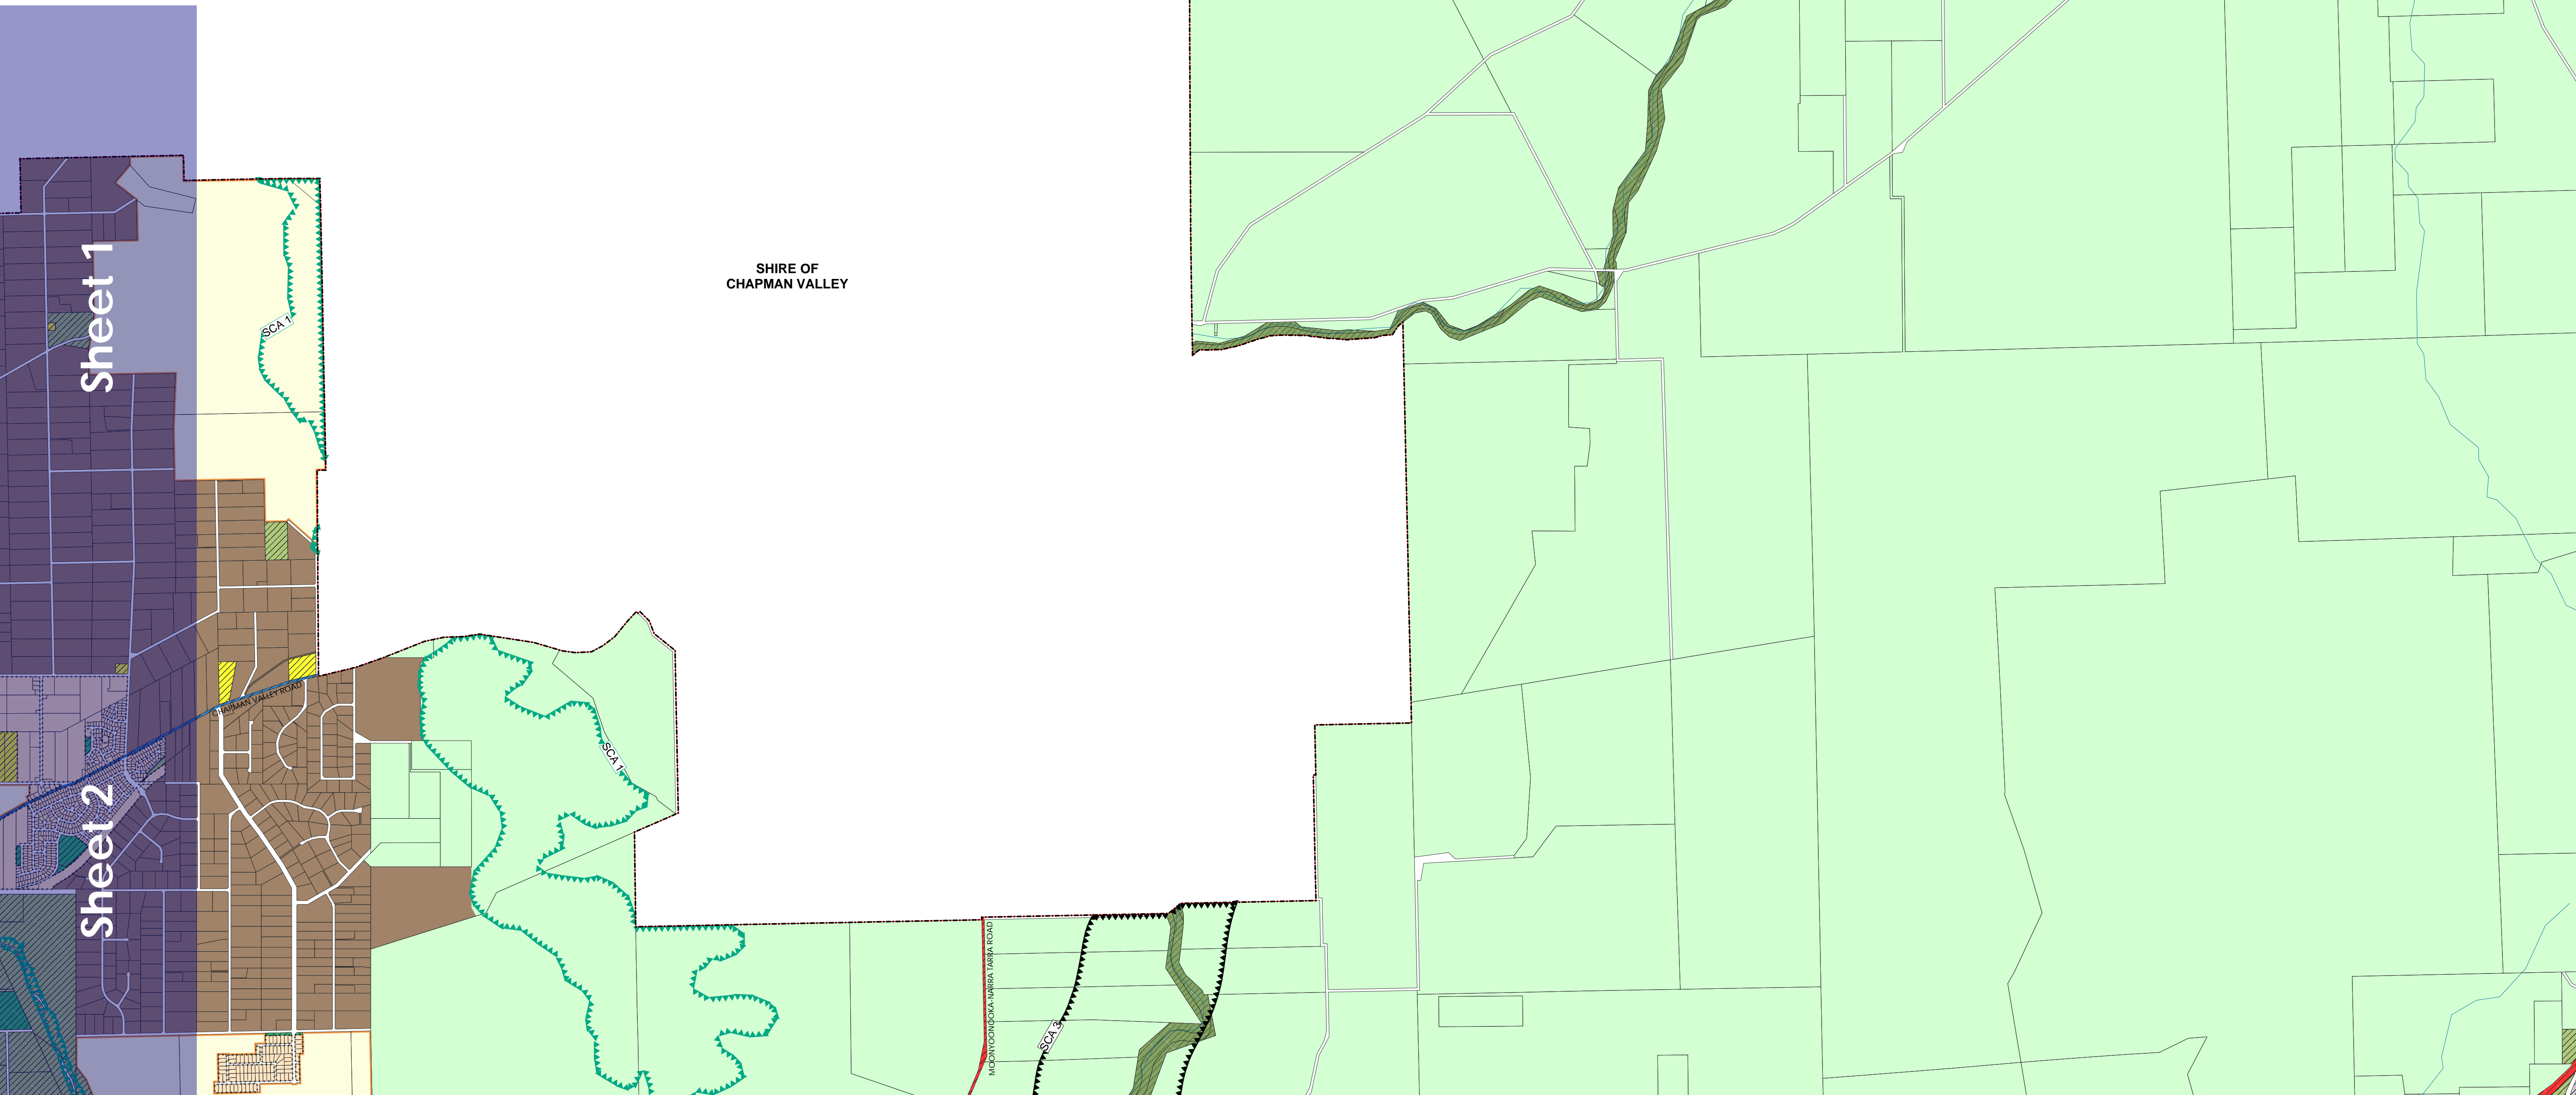 SHIRE OF
CHAPMAN VALLEY
Sheet 1
SCA 1
CHAPMAN VALLEY ROAD
SCA 1
Sheet 2
MOONYOONOOKA-NARRA TARRA ROAD
SCA 3